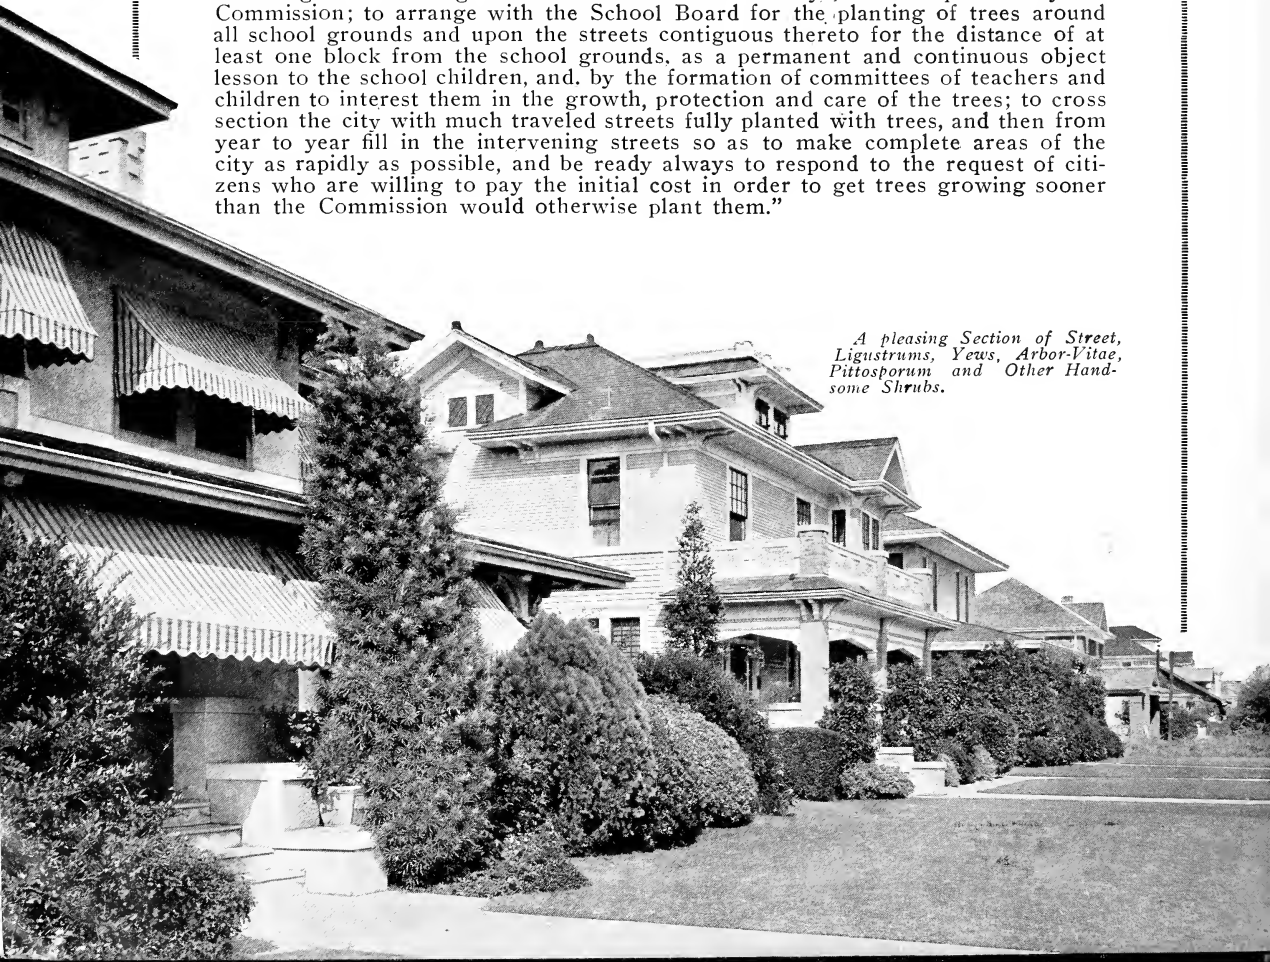 Commission; to arrange with the School Board for the planting of trees around
all school grounds and upon the streets contiguous thereto for the distance of at
least one block from the school grounds, as a permanent and continuous object
lesson to the school children, and. by the formation of committees of teachers and
children to interest them in the growth, protection and care of the trees; to cross
section the city with much traveled streets fully planted with trees, and then from
year to year fill in the intervening streets so as to make complete areas of the
city as rapidly as possible, and be ready always to respond to the request of citi-
zens who are willing to pay the initial cost in order to get trees growing sooner
than the Commission would otherwise plant them.”
A pleasing Section of Street,
Ligustrums, Yews, Arbor-Vitae,
Pittosporum and Other Hand-
some Shrubs.